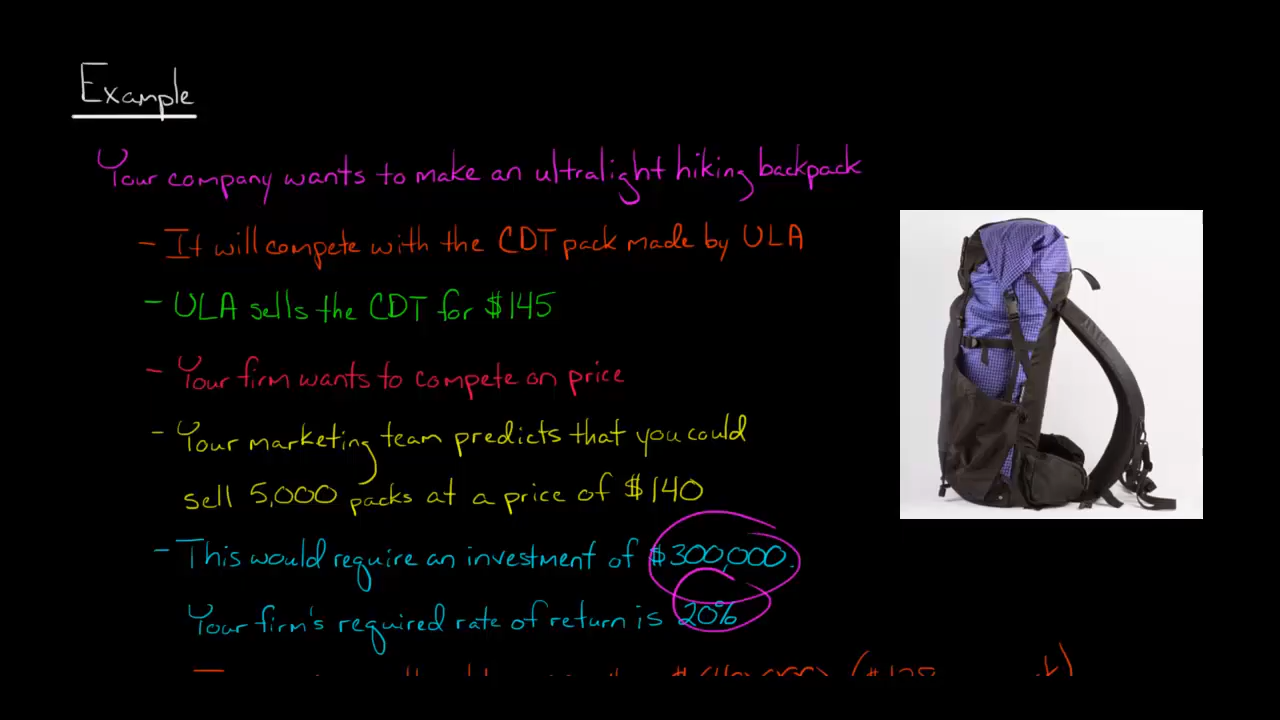 Example
Your company wants to make an ultralight hiking backpack
- It will compete with the CDT pack made by ULA
- ULA sells the CDT for $145
- Your firm wants to compete on price
- Your marketing team predicts that you could
sell 5,000 packs at a price of $140
- This would require an investment of $300,000.
Your firm's required rate of return is 20%